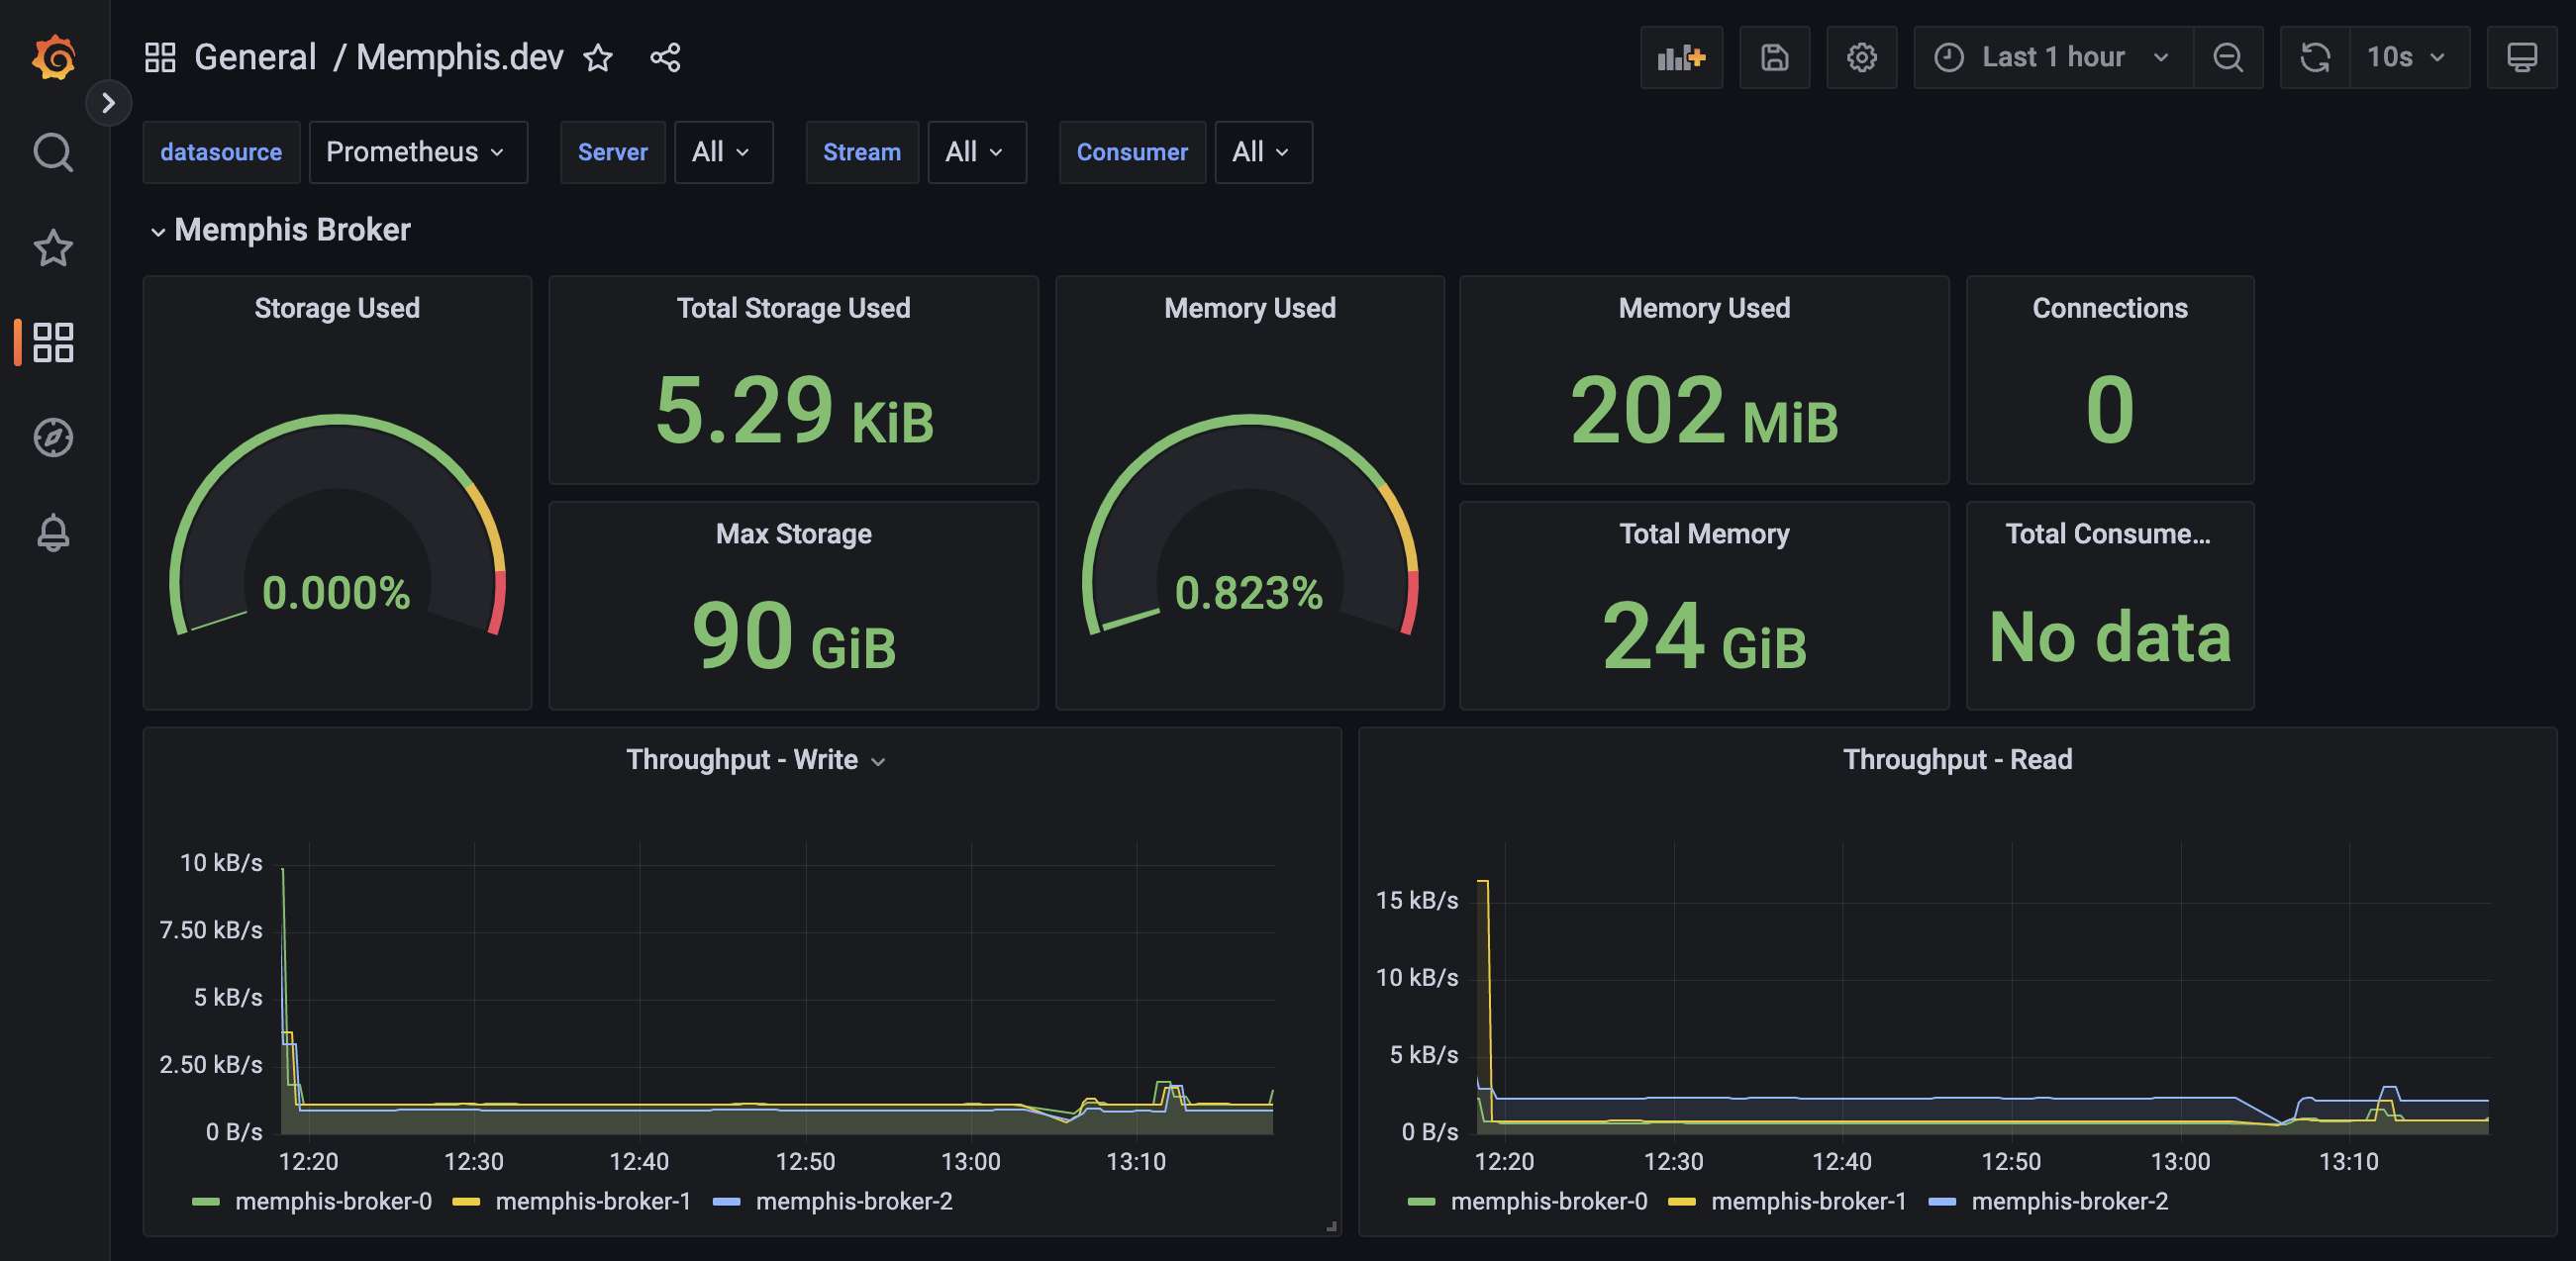 General / Memphis.dev
Last 1 hour
10s
datasource Prometheus Server All Stream All Consumer All
Memphis Broker
Storage Used
0.000%
Total Storage Used
5.29 KiB
Max Storage
90 GiB
Memory Used
0.823%
Memory Used
202 MiB
Total Memory
24 GiB
Connections
0
Total Consume...
No data
Throughput - Write
10 kB/s
7.50 kB/s
5 kB/s
2.50 kB/s
0 B/s
12:20 12:30 12:40 12:50 13:00 13:10
memphis-broker-0 memphis-broker-1 memphis-broker-2
Throughput - Read
15 kB/s
10 kB/s
5 kB/s
0 B/s
12:20 12:30 12:40 12:50 13:00 13:10
memphis-broker-0 memphis-broker-1 memphis-broker-2